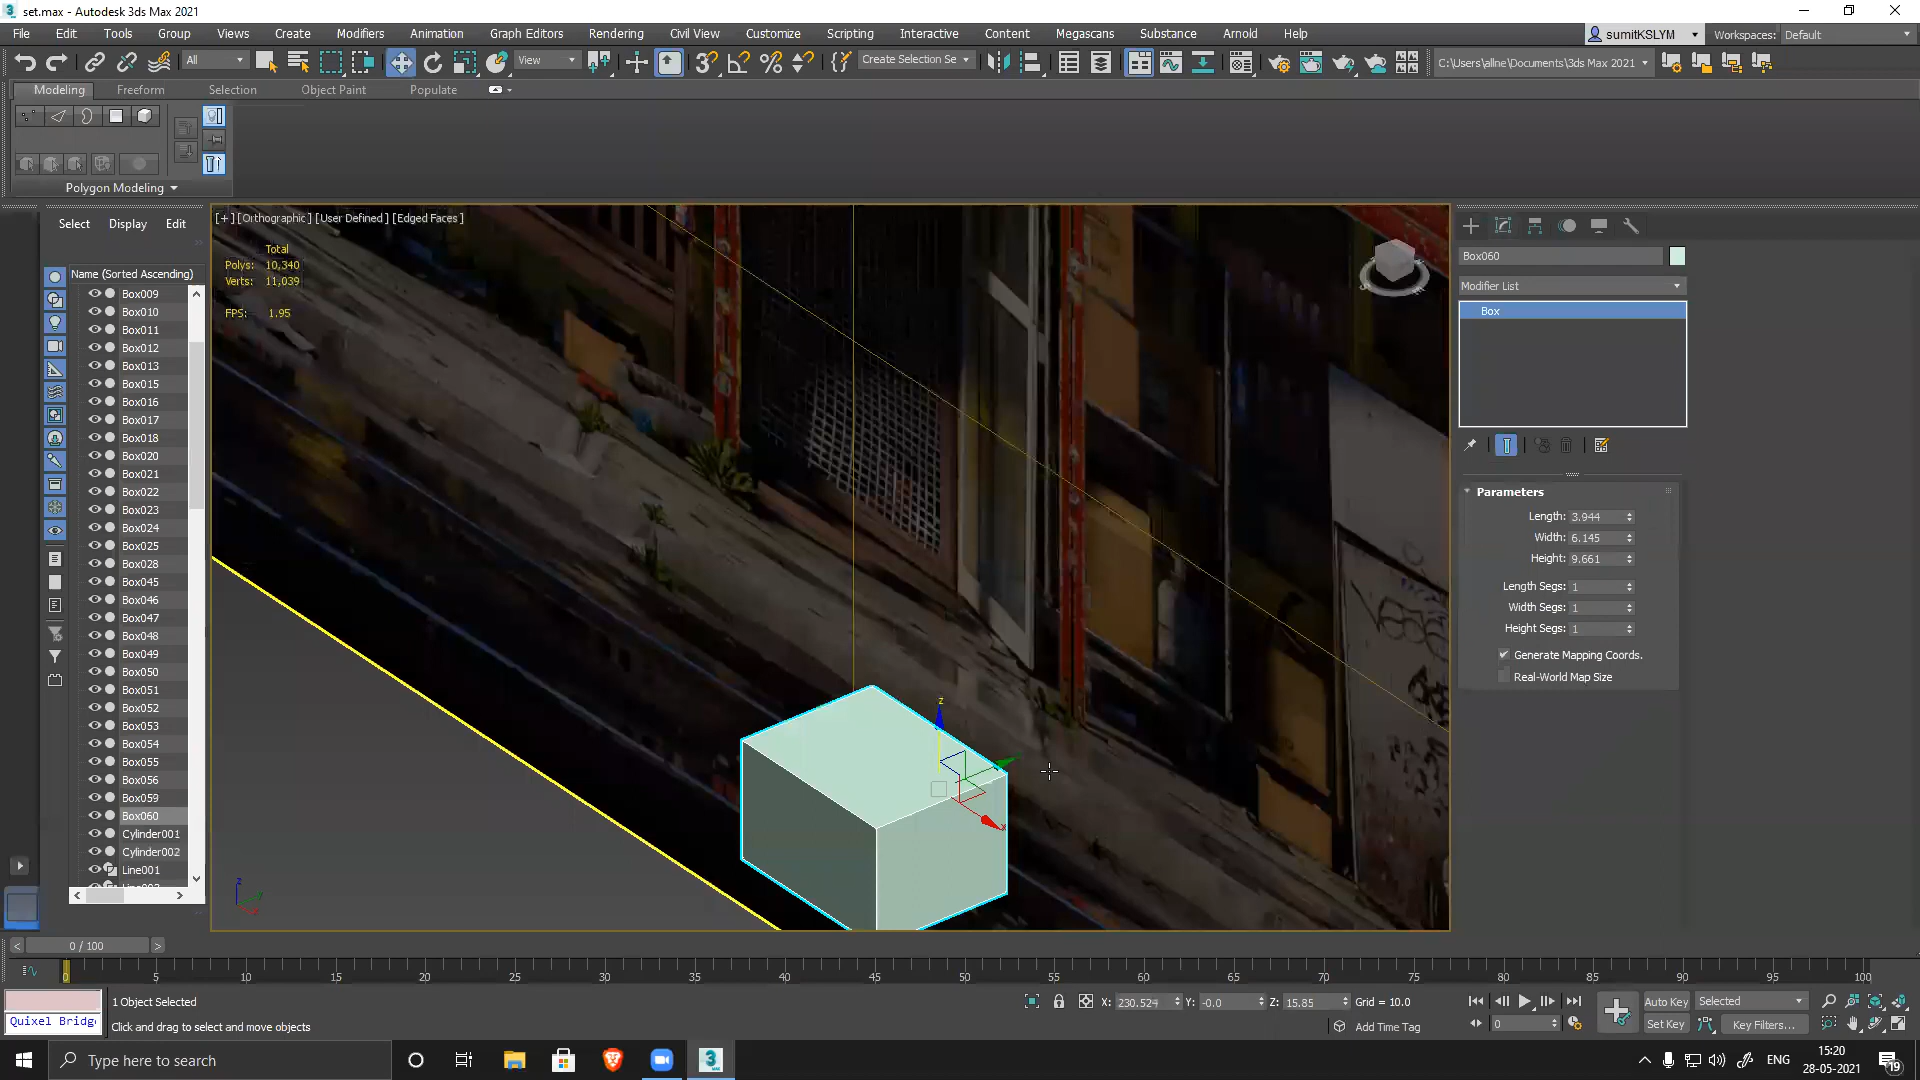 set.max - Autodesk 3ds Max 2021
File Edit Tools Group Views Create Modifiers Animation Graph Editors Rendering Civil View Customize Scripting Interactive Content Megascans Substance Arnold Help
sumitKSLYM Workspaces: Default
All View Create Selection Se C:\Users\allne\Documents\3ds Max 2021
Modeling Freeform Selection Object Paint Populate
Polygon Modeling
Select Display Edit
[+] [Orthographic] [User Defined] [Edged Faces]
Total
Polys: 10,340
Verts: 11,039
FPS: 1.95
Name (Sorted Ascending)
Box009
Box010
Box011
Box012
Box013
Box015
Box016
Box017
Box018
Box020
Box021
Box022
Box023
Box024
Box025
Box028
Box045
Box046
Box047
Box048
Box049
Box050
Box051
Box052
Box053
Box054
Box055
Box056
Box059
Box060
Cylinder001
Cylinder002
Line001
z
x
z
Box060
Modifier List
Box
Parameters
Length: 3.944
Width: 6.145
Height: 9.661
Length Segs: 1
Width Segs: 1
Height Segs: 1
Generate Mapping Coords.
Real-World Map Size
0 / 100
0 5 10 15 20 25 30 35 40 45 50 55 60 65 70 75 80 85 90 95 100
1 Object Selected
X: 230.524 Y: -0.0 Z: 15.85 Grid = 10.0
Auto Key Selected
Quixel Bridg
Click and drag to select and move objects
Add Time Tag
0
Set Key Key Filters...
Type here to search
ENG
15:20
28-05-2021
19